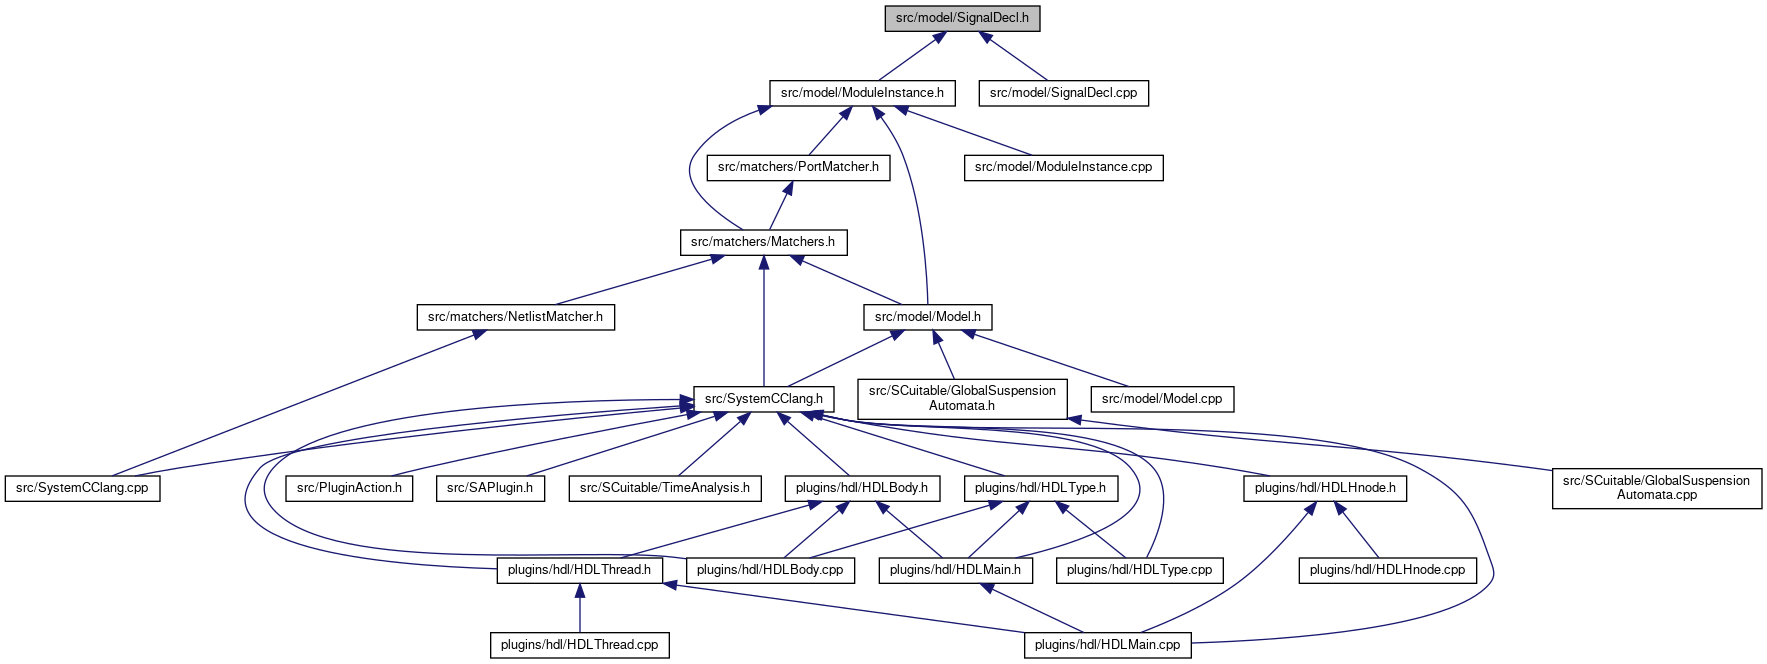 src/model/SignalDecl.h
src/model/ModuleInstance.h
src/model/SignalDecl.cpp
src/matchers/PortMatcher.h
src/model/ModuleInstance.cpp
src/matchers/Matchers.h
src/matchers/NetlistMatcher.h
src/model/Model.h
src/SystemCClang.h
src/SCuitable/GlobalSuspension
Automata.h
src/model/Model.cpp
src/SystemCClang.cpp
src/PluginAction.h
src/SAPlugin.h
src/SCuitable/TimeAnalysis.h
plugins/hdl/HDLBody.h
plugins/hdl/HDLType.h
plugins/hdl/HDLHnode.h
src/SCuitable/GlobalSuspension
Automata.cpp
plugins/hdl/HDLThread.h
plugins/hdl/HDLBody.cpp
plugins/hdl/HDLMain.h
plugins/hdl/HDLType.cpp
plugins/hdl/HDLHnode.cpp
plugins/hdl/HDLThread.cpp
plugins/hdl/HDLMain.cpp